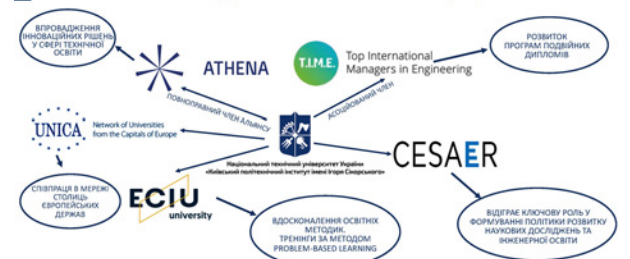 ВПРОВАДЖЕННЯ
ІННОВАЦІЙНИХ РІШЕНЬ
У СФЕРІ ТЕХНІЧНОЇ
ОСВІТИ
ATHENA
T.I.M.E.
Top International
Managers in Engineering
РОЗВИТОК
ПРОГРАМ ПОДВІЙНИХ
ДИПЛОМІВ
ПОВНОПРАВНИЙ ЧЛЕН АЛЬЯНСУ
АСОЦІЙОВАНИЙ ЧЛЕН
UNICA
Network of Universities
from the Capitals of Europe
Національний технічний університет України
«Київський політехнічний інститут імені Ігоря Сікорського»
CESAER
СПІВПРАЦЯ В МЕРЕЖІ
СТОЛИЦЬ
ЄВРОПЕЙСЬКИХ
ДЕРЖАВ
ECIU
university
ВДОСКОНАЛЕННЯ ОСВІТНІХ
МЕТОДИК.
ТРЕНІНГИ ЗА МЕТОДОМ
PROBLEM-BASED LEARNING
ВІДІГРАЄ КЛЮЧОВУ РОЛЬ У
ФОРМУВАННІ ПОЛІТИКИ РОЗВИТКУ
НАУКОВИХ ДОСЛІДЖЕНЬ ТА
ІНЖЕНЕРНОЇ ОСВІТИ